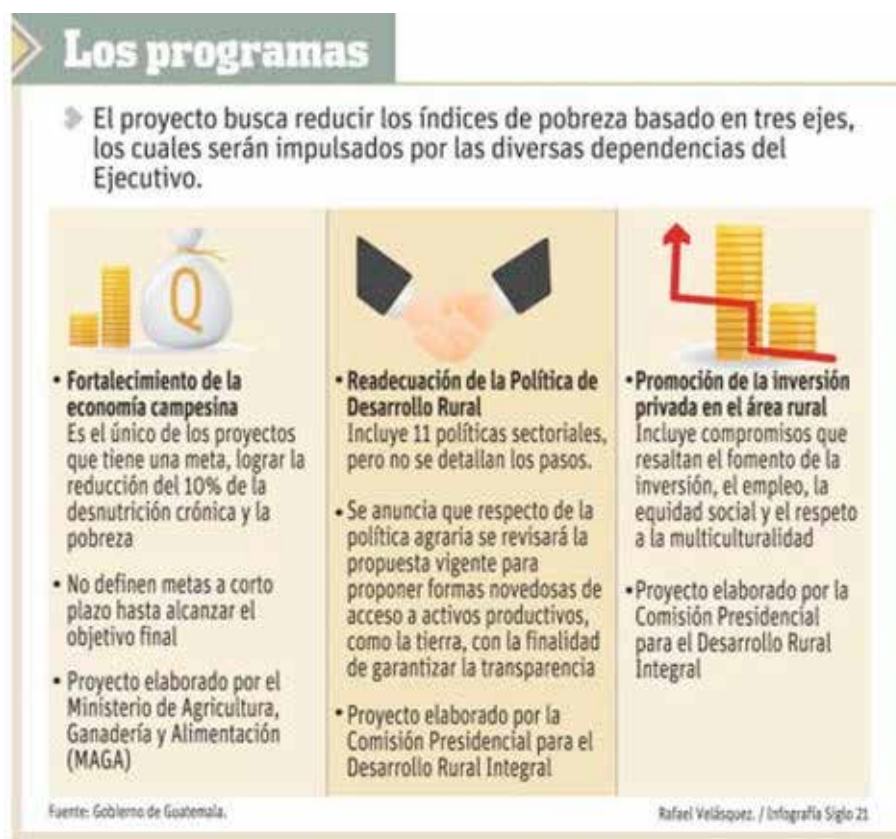 Los programas
El proyecto busca reducir los índices de pobreza basado en tres ejes,
los cuales serán impulsados por las diversas dependencias del
Ejecutivo.
Q
• Fortalecimiento de la
economía campesina
Es el único de los proyectos
que tiene una meta, lograr la
reducción del 10% de la
desnutrición crónica y la
pobreza
• No definen metas a corto
plazo hasta alcanzar el
objetivo final
• Proyecto elaborado por el
Ministerio de Agricultura,
Ganadería y Alimentación
(MAGA)
• Readecuación de la Política de
Desarrollo Rural
Incluye 11 políticas sectoriales,
pero no se detallan los pasos.
• Se anuncia que respecto de la
política agraria se revisará la
propuesta vigente para
proponer formas novedosas de
acceso a activos productivos,
como la tierra, con la finalidad
de garantizar la transparencia
• Proyecto elaborado por la
Comisión Presidencial para el
Desarrollo Rural Integral
• Promoción de la inversión
privada en el área rural
Incluye compromisos que
resaltan el fomento de la
inversión, el empleo, la
equidad social y el respeto
a la multiculturalidad
• Proyecto elaborado por la
Comisión Presidencial
para el Desarrollo Rural
Integral
Fuente: Gobierno de Guatemala.
Rafael Velásquez. / Infografía Siglo 21